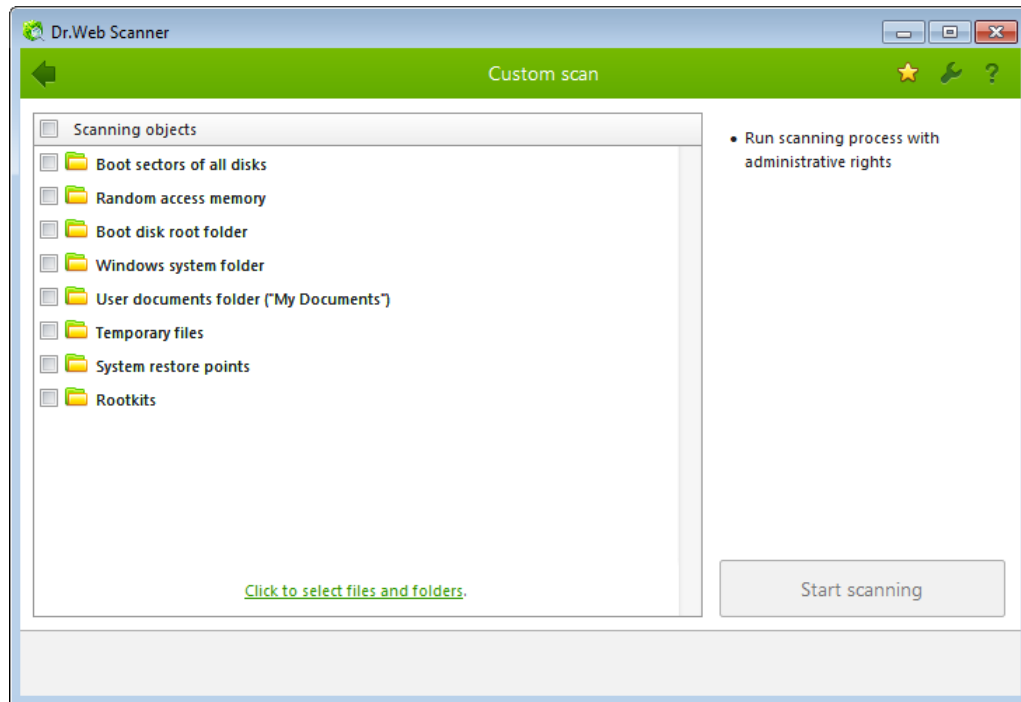 Dr.Web Scanner
Custom scan
?
Scanning objects
Boot sectors of all disks
Random access memory
Boot disk root folder
Windows system folder
User documents folder ("My Documents")
Temporary files
System restore points
Rootkits
Click to select files and folders.
• Run scanning process with
administrative rights
Start scanning